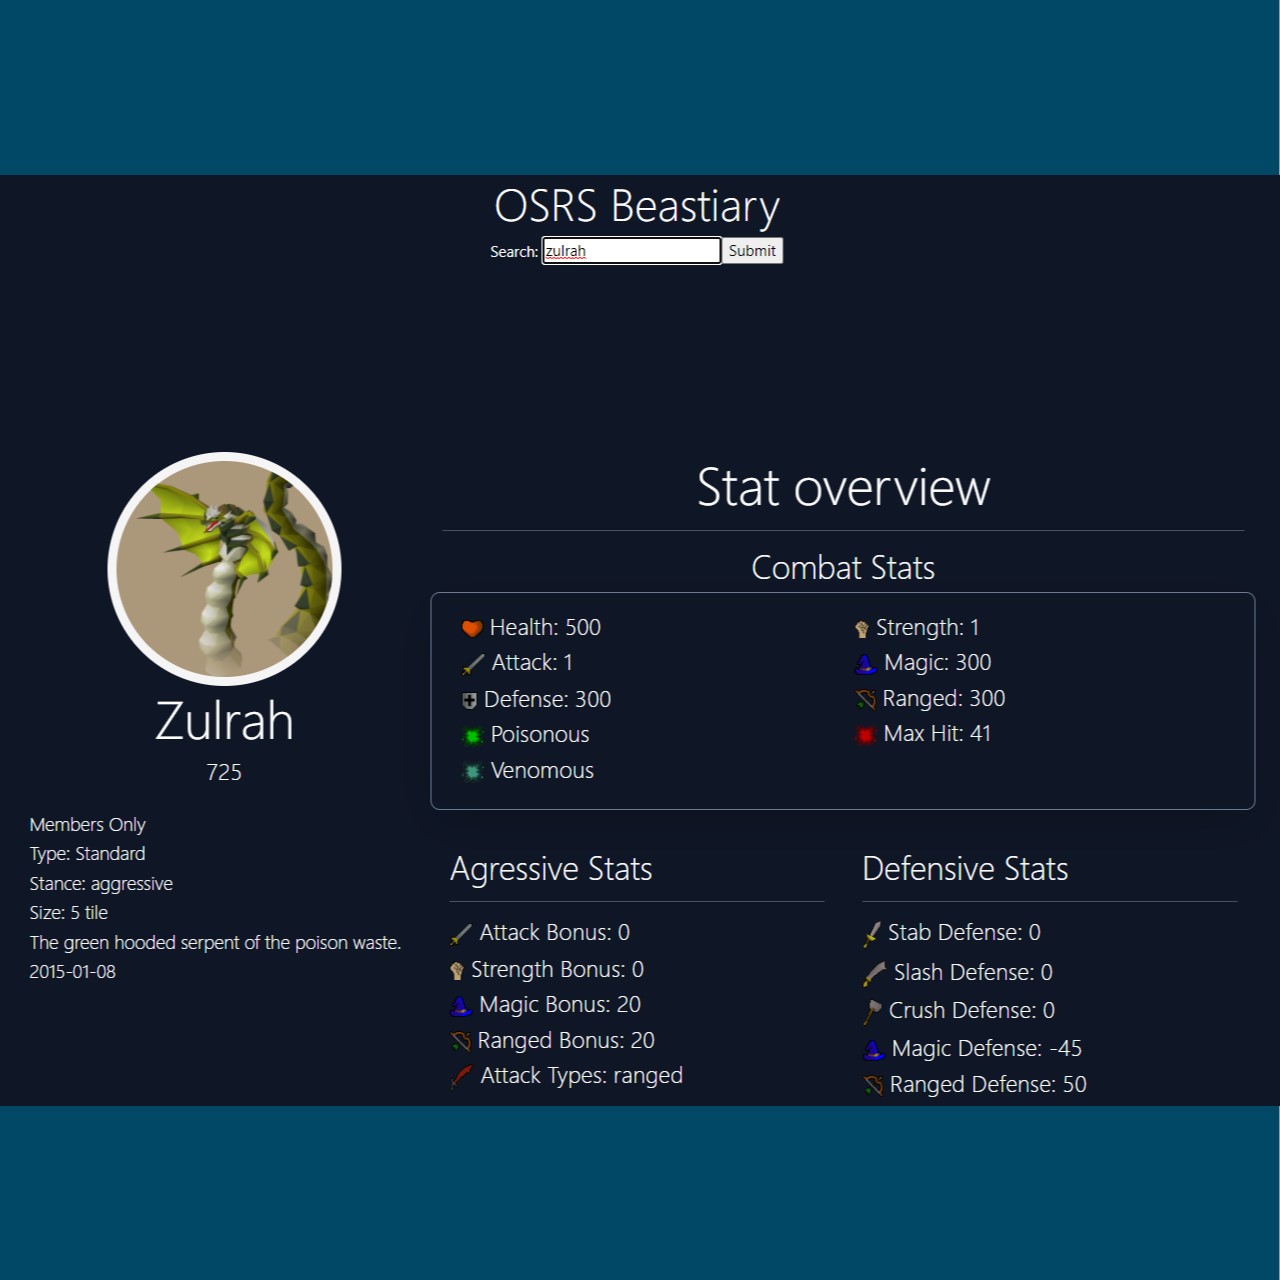 OSRS Beastiary
Search: zulrah Submit
Zulrah
725
Members Only
Type: Standard
Stance: aggressive
Size: 5 tile
The green hooded serpent of the poison waste.
2015-01-08
Stat overview
Combat Stats
Health: 500
Attack: 1
Defense: 300
Poisonous
Venomous
Strength: 1
Magic: 300
Ranged: 300
Max Hit: 41
Agressive Stats
Attack Bonus: 0
Strength Bonus: 0
Magic Bonus: 20
Ranged Bonus: 20
Attack Types: ranged
Defensive Stats
Stab Defense: 0
Slash Defense: 0
Crush Defense: 0
Magic Defense: -45
Ranged Defense: 50